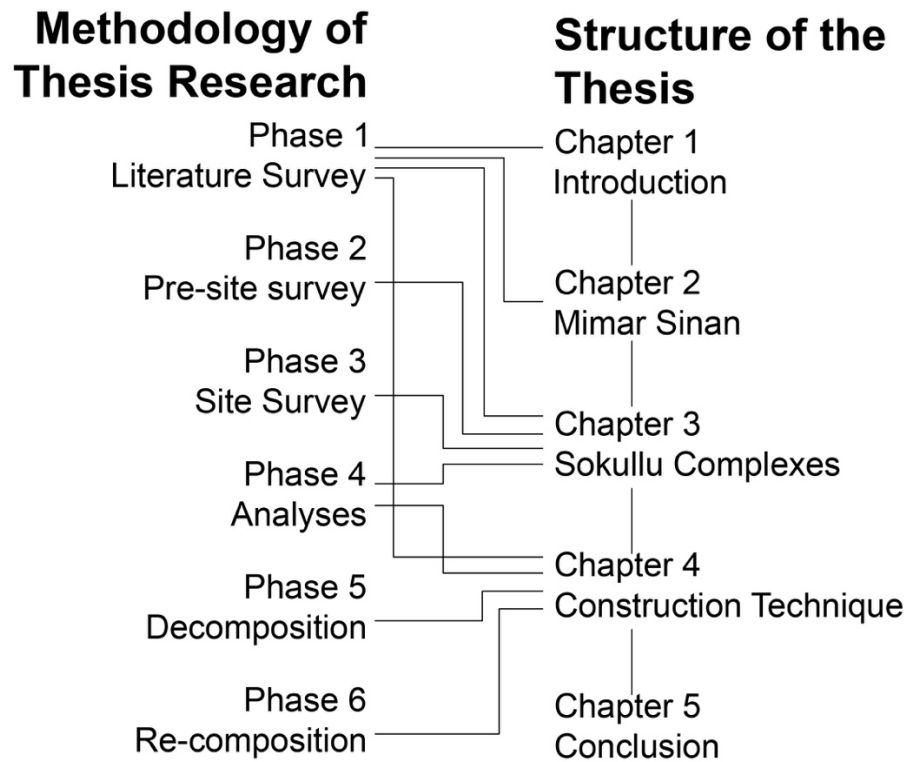 Methodology of
Thesis Research
Phase 1
Literature Survey
Phase 2
Pre-site survey
Phase 3
Site Survey
Phase 4
Analyses
Phase 5
Decomposition
Phase 6
Re-composition
Structure of the
Thesis
Chapter 1
Introduction
Chapter 2
Mimar Sinan
Chapter 3
Sokullu Complexes
Chapter 4
Construction Technique
Chapter 5
Conclusion